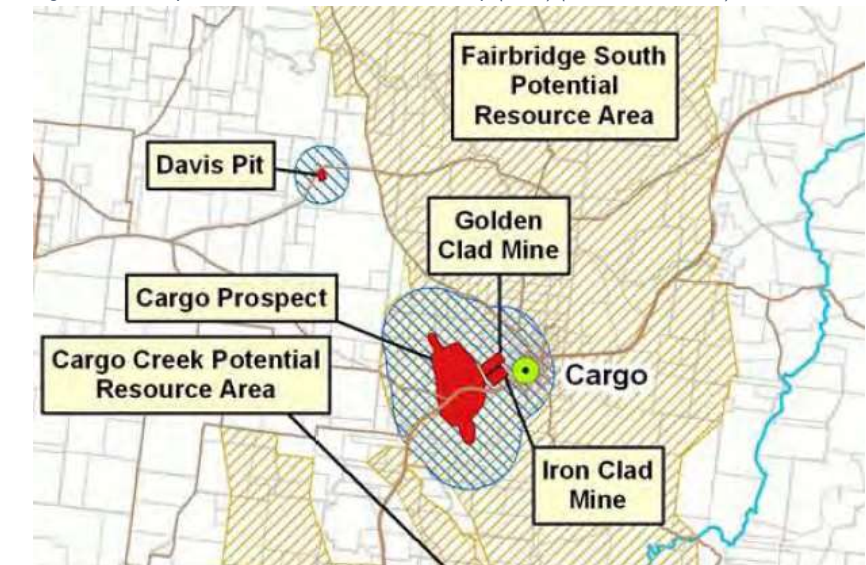 Fairbridge South
Potential
Resource Area
Davis Pit
Golden
Clad Mine
Cargo Prospect
Cargo Creek Potential
Resource Area
Cargo
Iron Clad
Mine